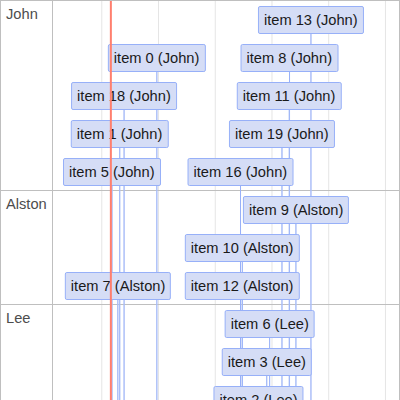 John
item 13 (John)
item 0 (John)
item 8 (John)
item 18 (John)
item 11 (John)
item 1 (John)
item 19 (John)
item 5 (John)
item 16 (John)
Alston
item 9 (Alston)
item 10 (Alston)
item 7 (Alston)
item 12 (Alston)
Lee
item 6 (Lee)
item 3 (Lee)
item 2 (Lee)